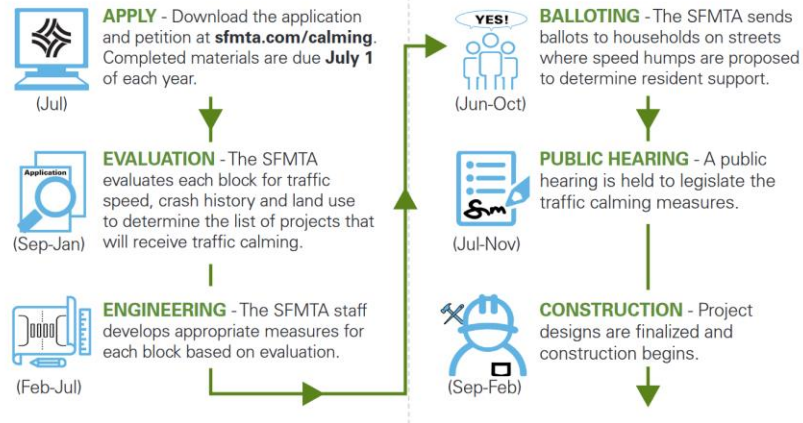 APPLY - Download the application
and petition at sfmta.com/calming.
Completed materials are due July 1
of each year.
(Jul)
Application
EVALUATION - The SFMTA
evaluates each block for traffic
speed, crash history and land use
to determine the list of projects that
will receive traffic calming.
(Sep-Jan)
ENGINEERING - The SFMTA staff
develops appropriate measures for
each block based on evaluation.
(Feb-Jul)
YES!
BALLOTING - The SFMTA sends
ballots to households on streets
where speed humps are proposed
to determine resident support.
(Jun-Oct)
PUBLIC HEARING - A public
hearing is held to legislate the
traffic calming measures.
(Jul-Nov)
CONSTRUCTION - Project
designs are finalized and
construction begins.
(Sep-Feb)